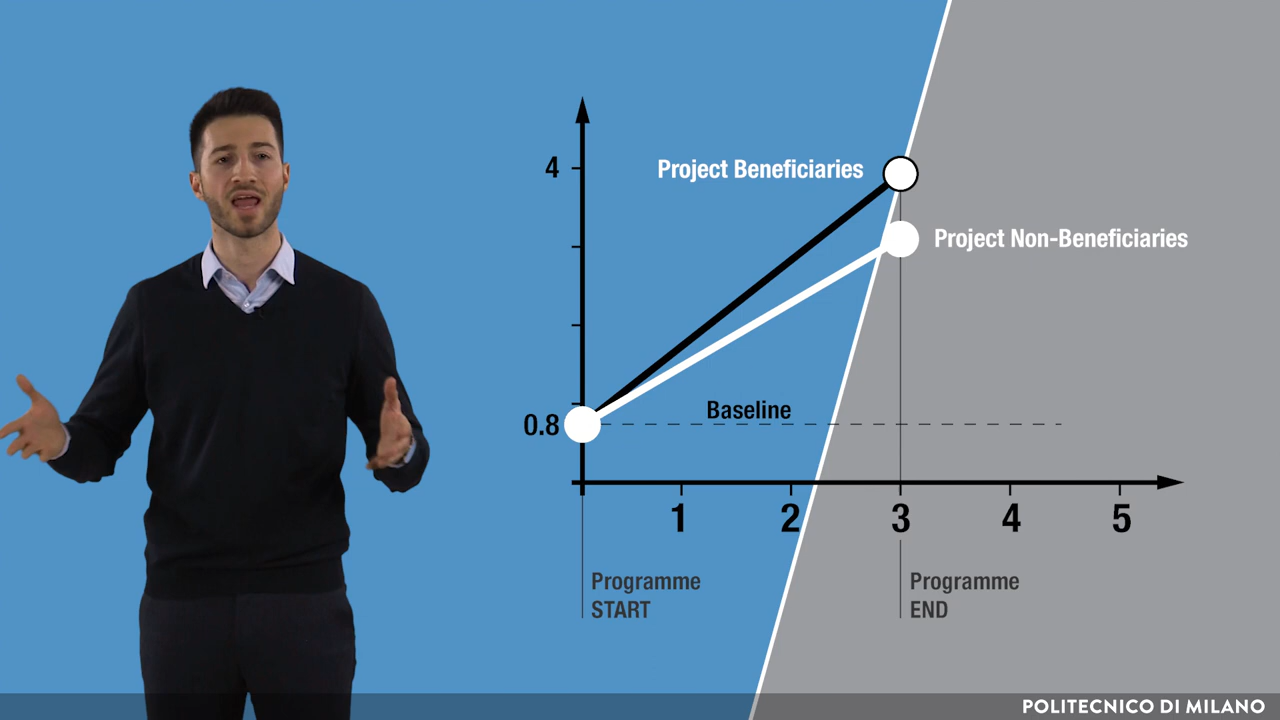 4
Project Beneficiaries
Project Non-Beneficiaries
Baseline
0.8
1 2 3 4 5
Programme
START
Programme
END
POLITECNICO DI MILANO